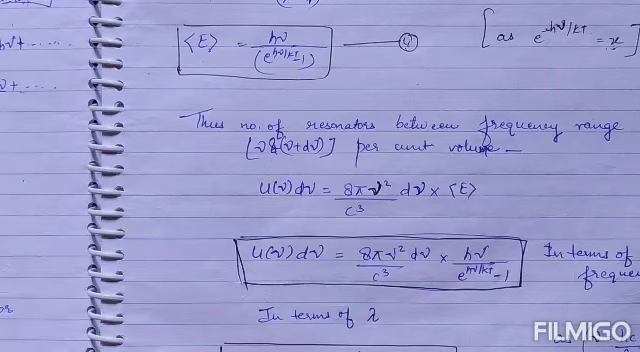 hν + .....
ν + ....
⟨E⟩ = hν / (e^{hν/kT} - 1) ——— ④ [as e^{-hν/kT} = x]
Thus no. of resonators between frequency range
[ν & (ν+dν)] per unit volume -
u(ν)dν = 8πν² / c³ dν × ⟨E⟩
u(ν)dν = 8πν² / c³ dν × hν / e^{hν/kT} - 1
In terms of
freque
In terms of λ
FILMIGO